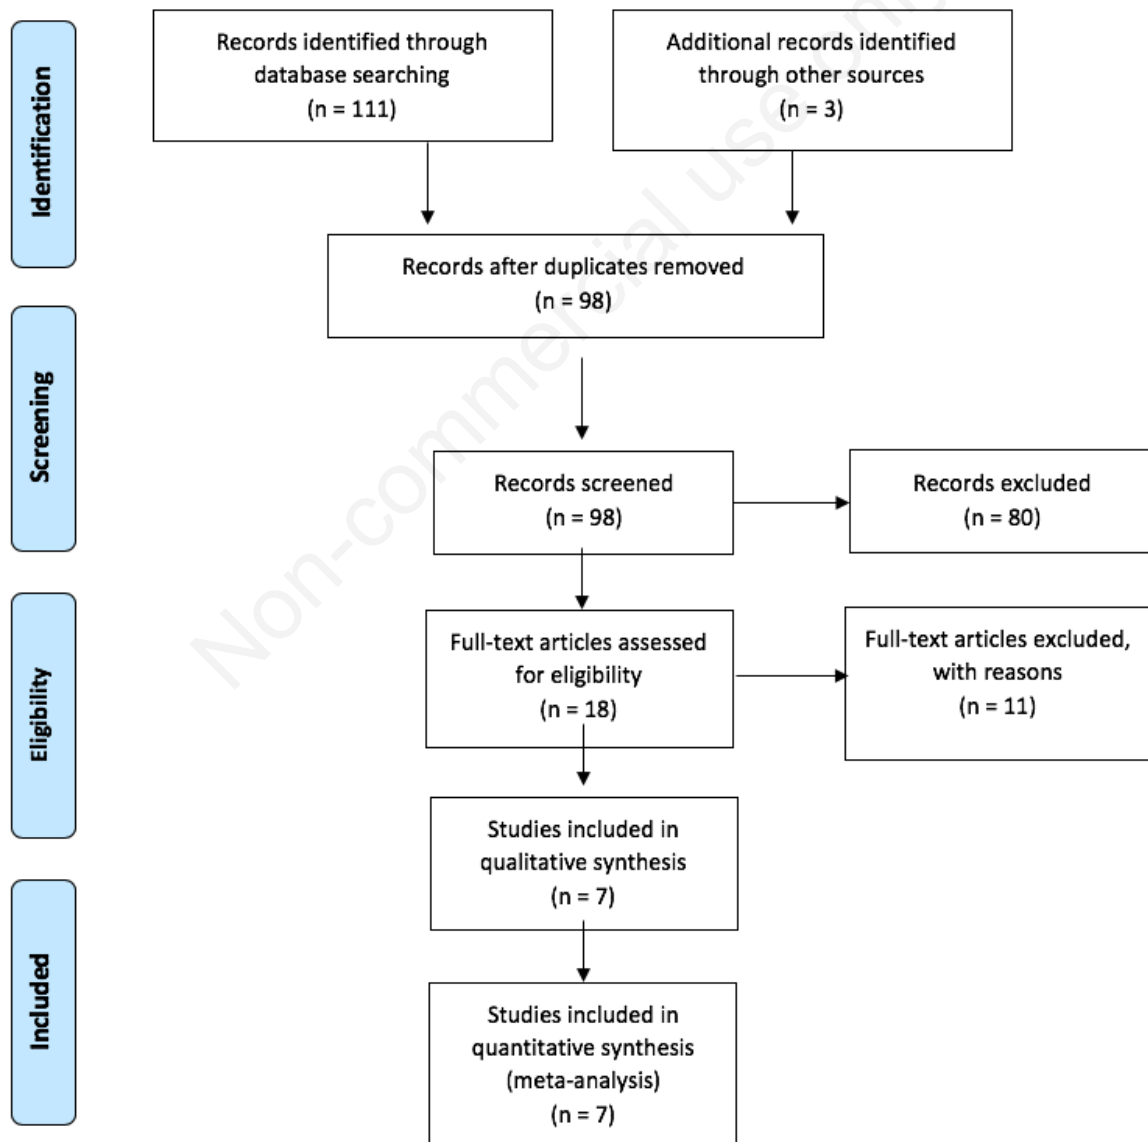 Identification
Records identified through
database searching
(n = 111)
Additional records identified
through other sources
(n = 3)
Records after duplicates removed
(n = 98)
Screening
Records screened
(n = 98)
Records excluded
(n = 80)
Eligibility
Full-text articles assessed
for eligibility
(n = 18)
Full-text articles excluded,
with reasons
(n = 11)
Studies included in
qualitative synthesis
(n = 7)
Included
Studies included in
quantitative synthesis
(meta-analysis)
(n = 7)
Non-commercial use only